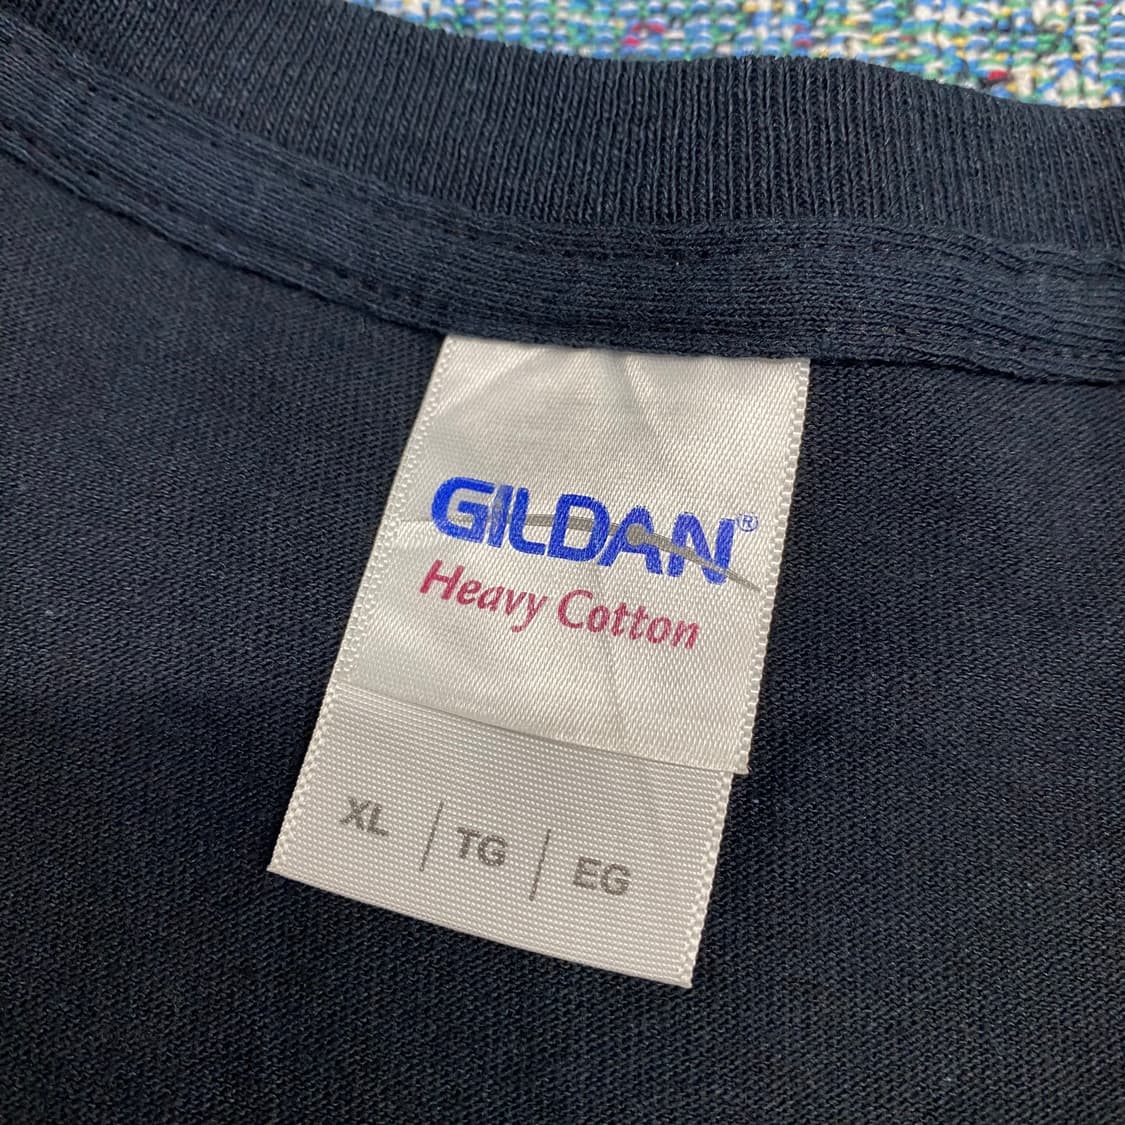 GILDAN®
Heavy Cotton
XL | TG | EG